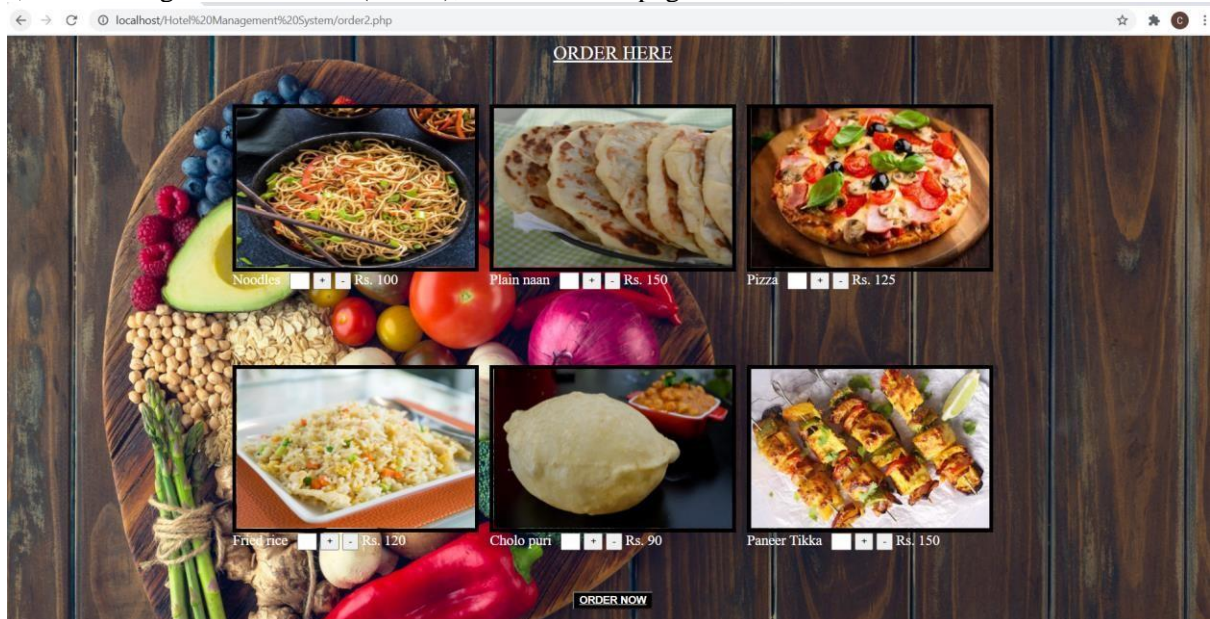 localhost/Hotel%20Management%20System/order2.php
C
ORDER HERE
Noodles + - Rs. 100
Plain naan + - Rs. 150
Pizza + - Rs. 125
Fried rice + - Rs. 120
Cholo puri + - Rs. 90
Paneer Tikka + - Rs. 150
ORDER NOW